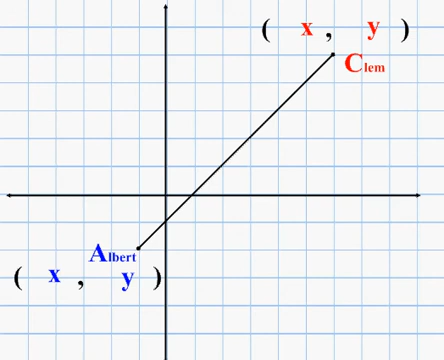 ( x , y )
Clem
Albert
( x , y )